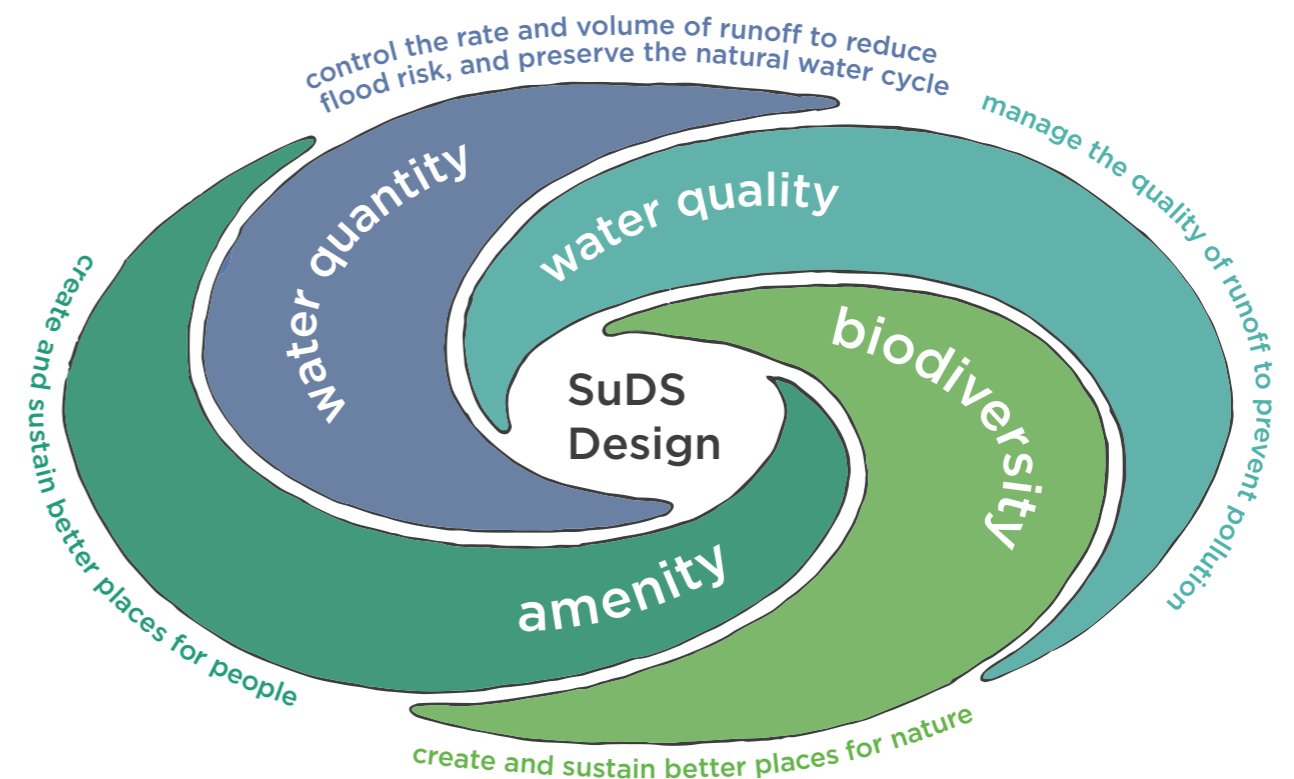 control the rate and volume of runoff to reduce
flood risk, and preserve the natural water cycle
manage the quality of runoff to prevent pollution
water quantity
water quality
biodiversity
SuDS
Design
amenity
create and sustain better places for people
create and sustain better places for nature